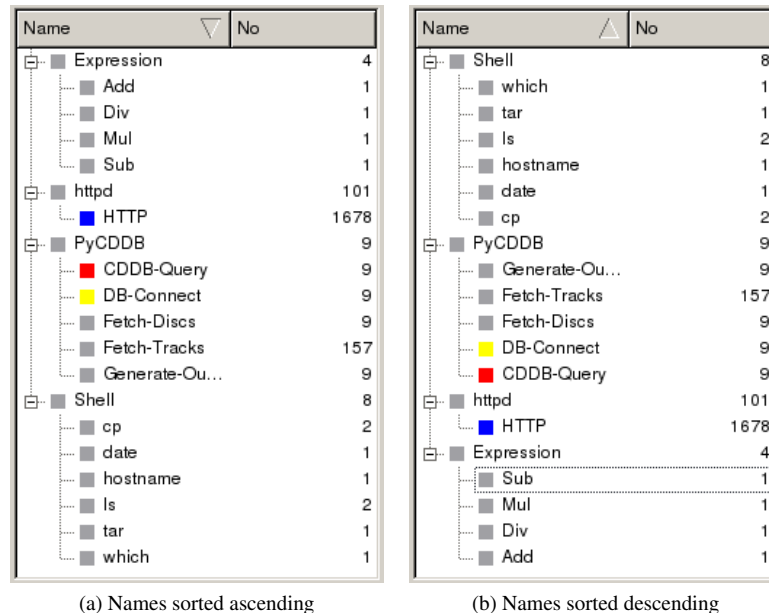 Name No
Expression 4
Add 1
Div 1
Mul 1
Sub 1
httpd 101
HTTP 1678
PyCDDB 9
CDDB-Query 9
DB-Connect 9
Fetch-Discs 9
Fetch-Tracks 157
Generate-Ou... 9
Shell 8
cp 2
date 1
hostname 1
ls 2
tar 1
which 1
(a) Names sorted ascending
Name No
Shell 8
which 1
tar 1
ls 2
hostname 1
date 1
cp 2
PyCDDB 9
Generate-Ou... 9
Fetch-Tracks 157
Fetch-Discs 9
DB-Connect 9
CDDB-Query 9
httpd 101
HTTP 1678
Expression 4
Sub 1
Mul 1
Div 1
Add 1
(b) Names sorted descending